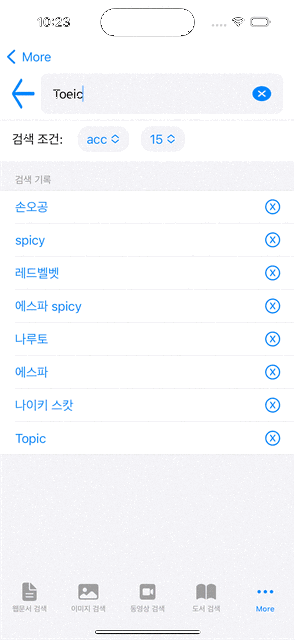 10:23
More
Toeic
검색 조건: acc 15
검색 기록
손오공
spicy
레드벨벳
에스파 spicy
나루토
에스파
나이키 스캇
Topic
웹문서 검색 이미지 검색 동영상 검색 도서 검색 More